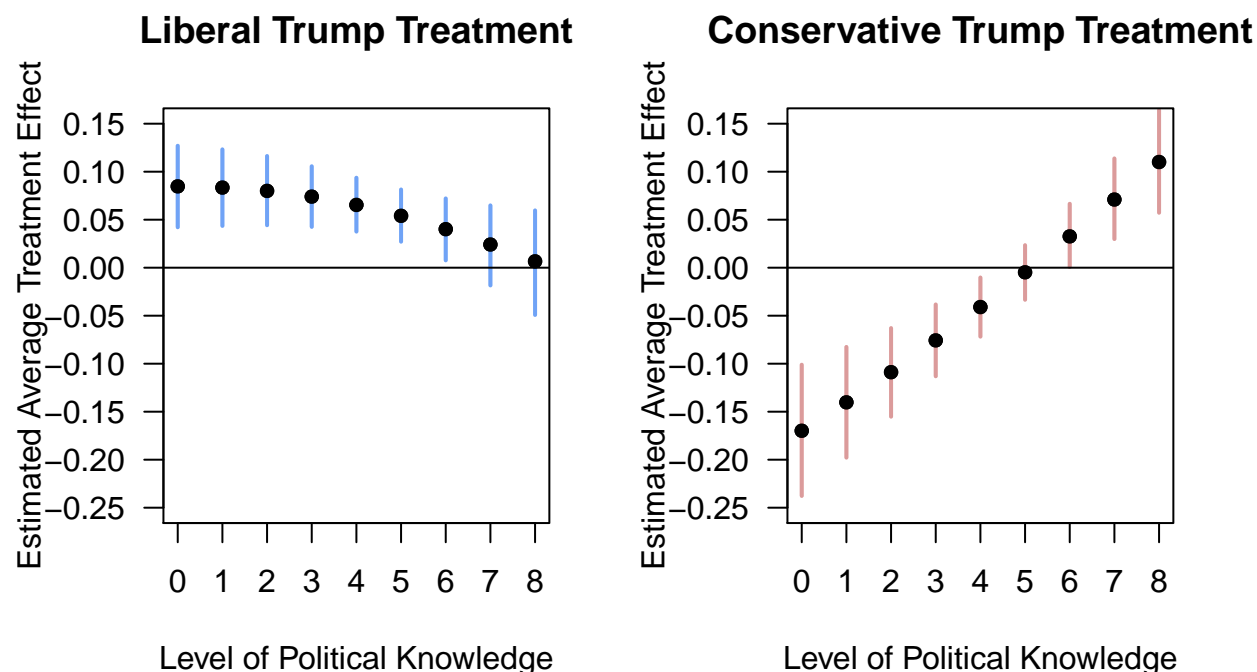 Liberal Trump Treatment
Estimated Average Treatment Effect
0.15
0.10
0.05
0.00
−0.05
−0.10
−0.15
−0.20
−0.25
0 1 2 3 4 5 6 7 8
Level of Political Knowledge
Conservative Trump Treatment
Estimated Average Treatment Effect
0.15
0.10
0.05
0.00
−0.05
−0.10
−0.15
−0.20
−0.25
0 1 2 3 4 5 6 7 8
Level of Political Knowledge